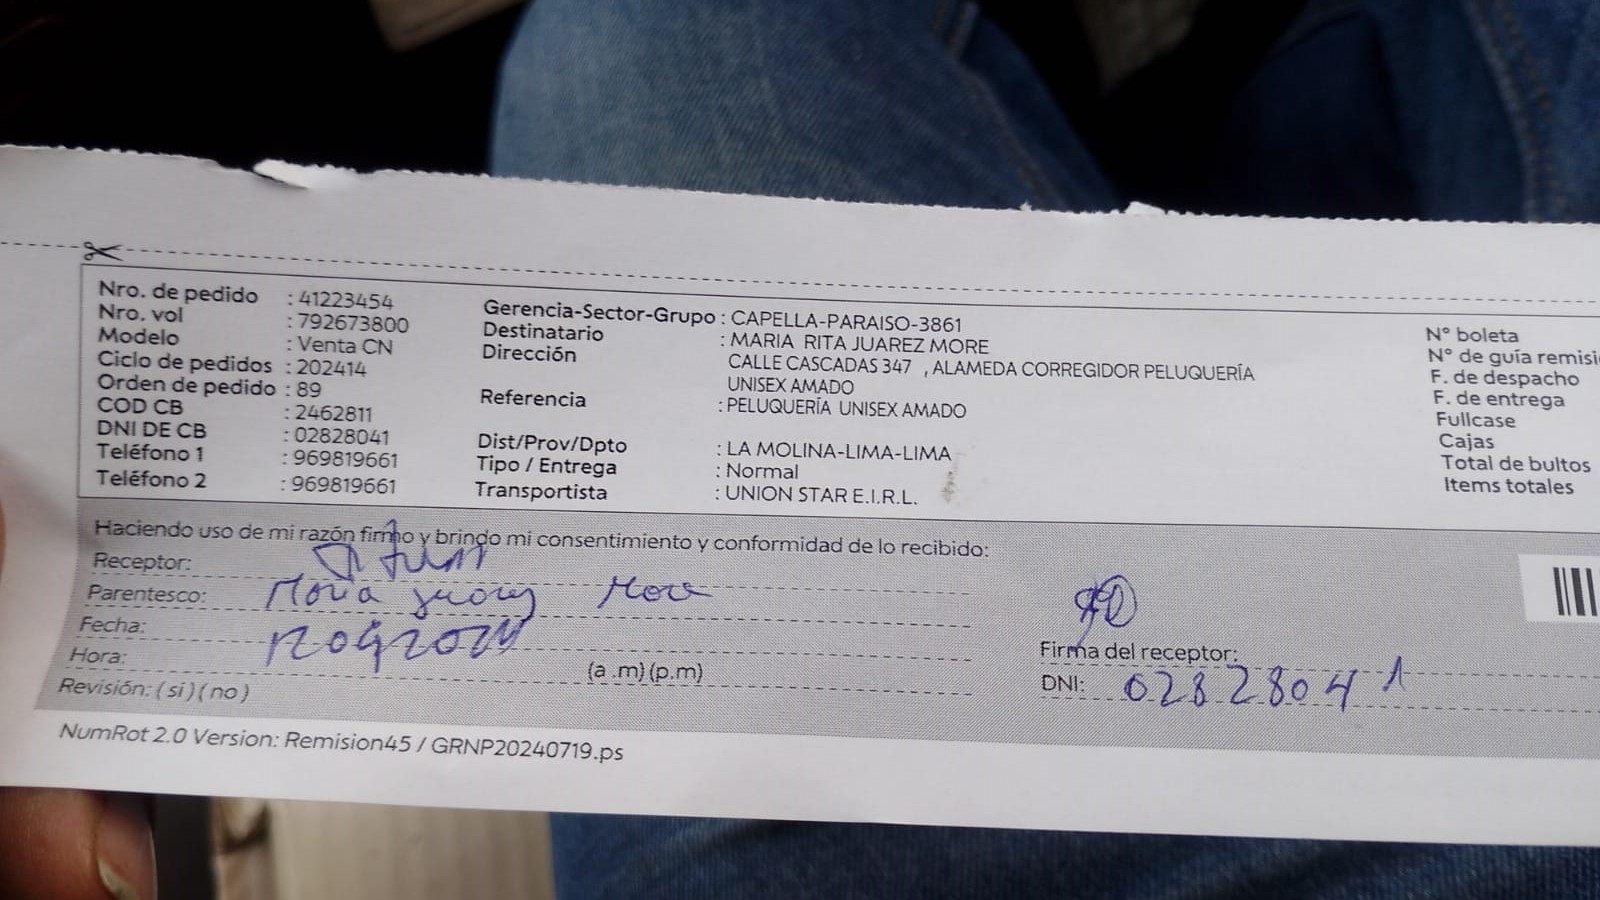 Nro. de pedido : 41223454
Nro. vol : 792673800
Modelo : Venta CN
Ciclo de pedidos : 202414
Orden de pedido : 89
COD CB : 2462811
DNI DE CB : 02828041
Teléfono 1 : 969819661
Teléfono 2 : 969819661
Gerencia-Sector-Grupo : CAPELLA-PARAISO-3861
Destinatario : MARIA RITA JUAREZ MORE
Dirección CALLE CASCADAS 347 , ALAMEDA CORREGIDOR PELUQUERÍA
UNISEX AMADO
Referencia : PELUQUERÍA UNISEX AMADO
Dist/Prov/Dpto : LA MOLINA-LIMA-LIMA
Tipo / Entrega : Normal
Transportista : UNION STAR E.I.R.L.
N° boleta
N° de guía remisi
F. de despacho
F. de entrega
Fullcase
Cajas
Total de bultos
Items totales
Haciendo uso de mi razón firmo y brindo mi consentimiento y conformidad de lo recibido:
Receptor:
Parentesco: Maria Juarez More
Fecha:
Hora: (a .m) (p.m)
Revisión: ( si ) ( no )
Firma del receptor:
DNI: 02828041
NumRot 2.0 Version: Remision45 / GRNP20240719.ps